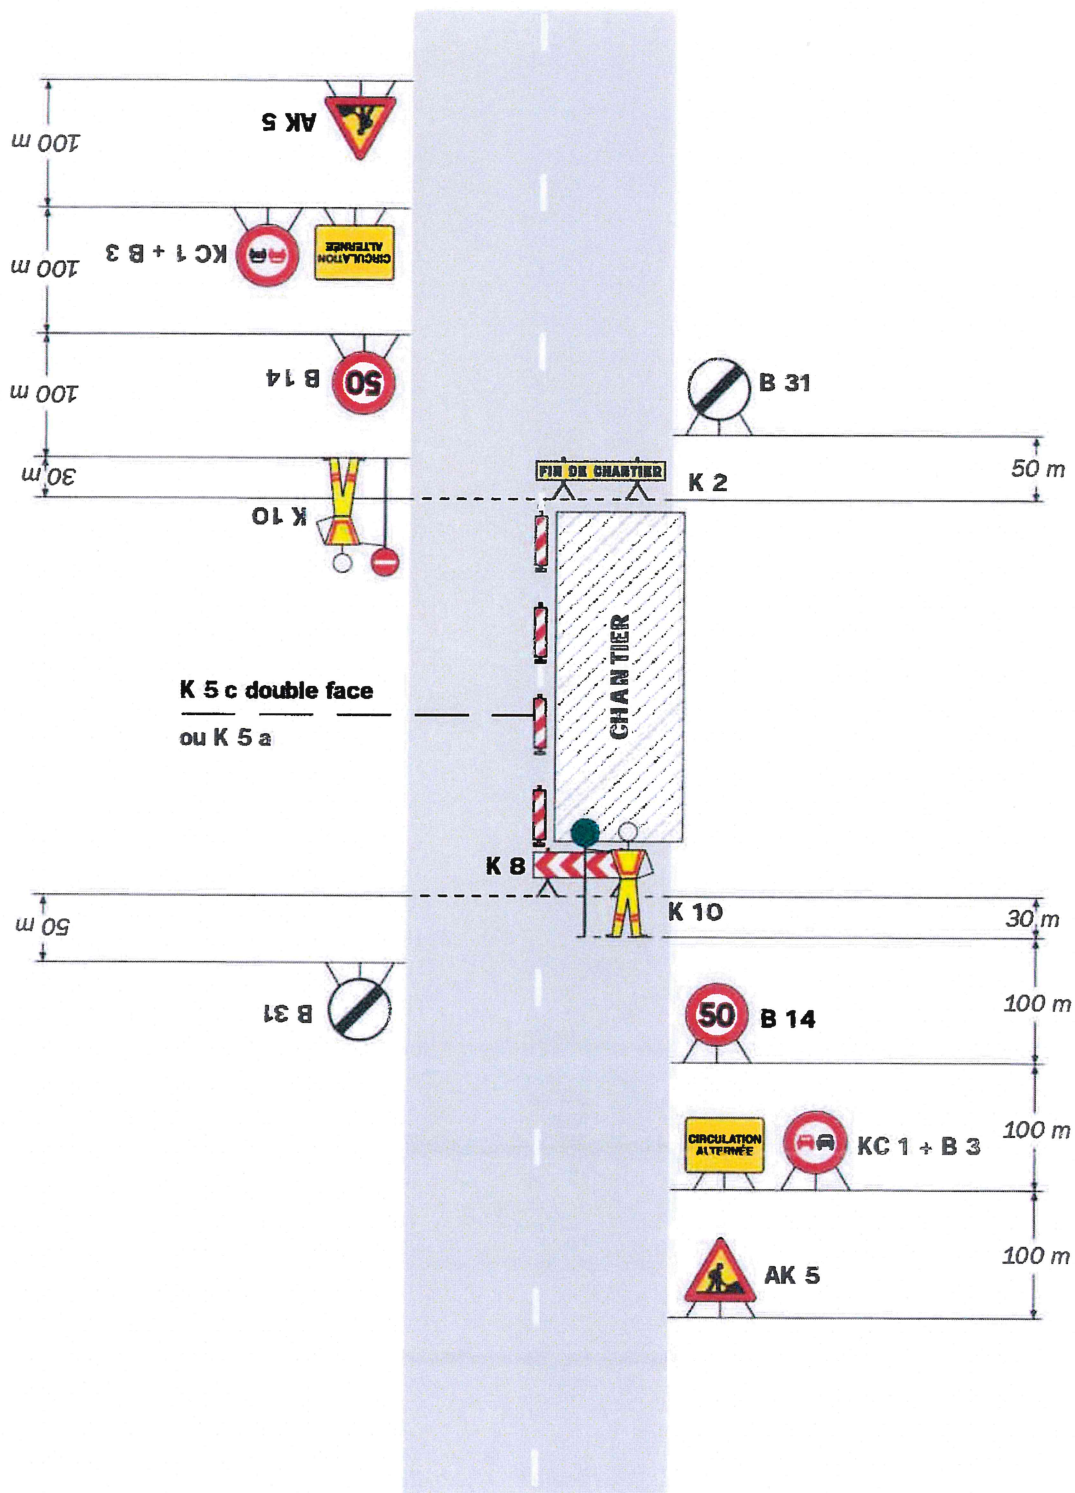 AK 5
100 m
KC 1 + B 3
CIRCULATION
ALTERNÉE
100 m
B 14
50
100 m
B 31
50 m
30 m
FIN DE CHANTIER
K 2
K 10
CHANTIER
K 5 c double face
ou K 5 a
K 8
K 10
30 m
50 m
B 31
50
B 14
100 m
CIRCULATION
ALTERNÉE
KC 1 + B 3
100 m
AK 5
100 m